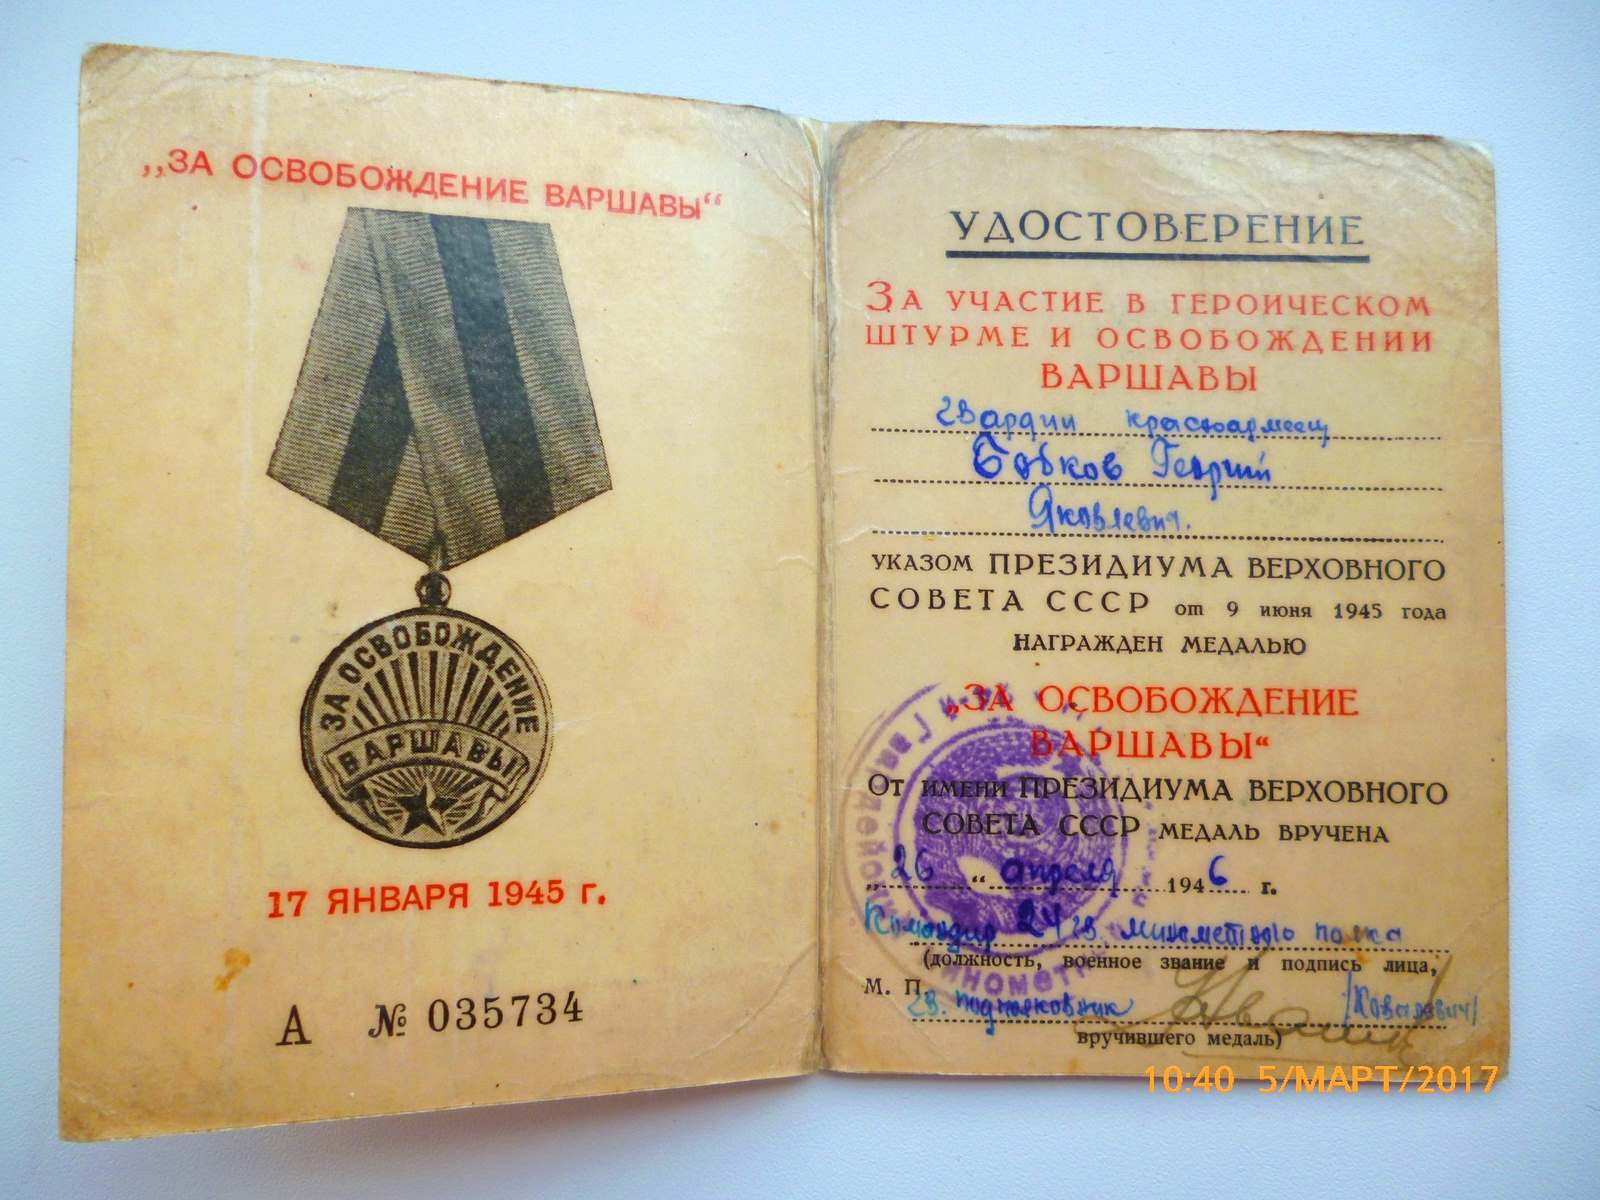 „ЗА ОСВОБОЖДЕНИЕ ВАРШАВЫ“
ЗА ОСВОБОЖДЕНИЕ
ВАРШАВЫ
17 ЯНВАРЯ 1945 г.
А № 035734
УДОСТОВЕРЕНИЕ
ЗА УЧАСТИЕ В ГЕРОИЧЕСКОМ
ШТУРМЕ И ОСВОБОЖДЕНИИ
ВАРШАВЫ
гвардии красноармеец
Бобков Георгий
Яковлевич.
УКАЗОМ ПРЕЗИДИУМА ВЕРХОВНОГО
СОВЕТА СССР от 9 июня 1945 года
НАГРАЖДЕН МЕДАЛЬЮ
„ЗА ОСВОБОЖДЕНИЕ
ВАРШАВЫ“
От имени ПРЕЗИДИУМА ВЕРХОВНОГО
СОВЕТА СССР МЕДАЛЬ ВРУЧЕНА
„26“ апреля 1946 г.
Командир 24 гв. минометного полка
(должность, военное звание и подпись лица,
М. П.
гв. подполковник /Ковалевич/
вручившего медаль)
10:40 5/МАРТ/2017